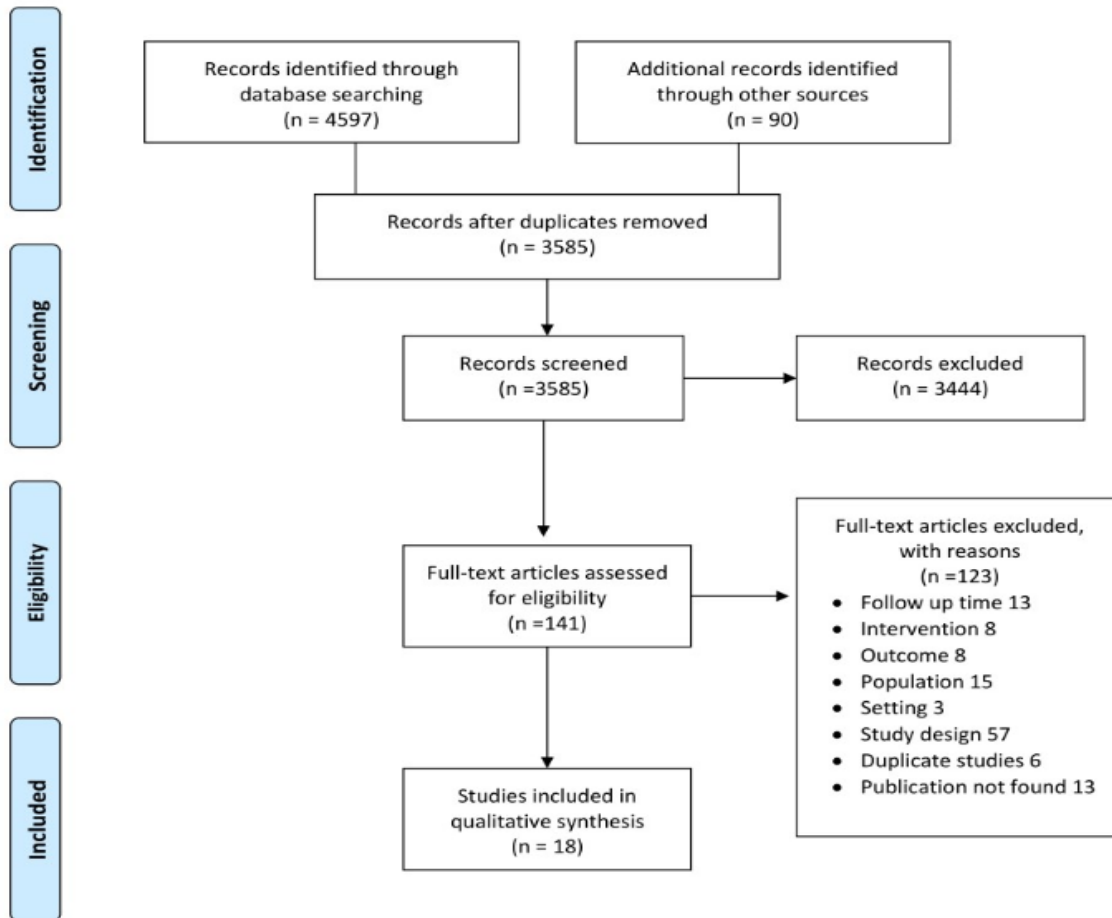 Identification
Records identified through
database searching
(n = 4597)
Additional records identified
through other sources
(n = 90)
Records after duplicates removed
(n = 3585)
Screening
Records screened
(n =3585)
Records excluded
(n = 3444)
Eligibility
Full-text articles assessed
for eligibility
(n =141)
Full-text articles excluded,
with reasons
(n =123)
• Follow up time 13
• Intervention 8
• Outcome 8
• Population 15
• Setting 3
• Study design 57
• Duplicate studies 6
• Publication not found 13
Included
Studies included in
qualitative synthesis
(n = 18)